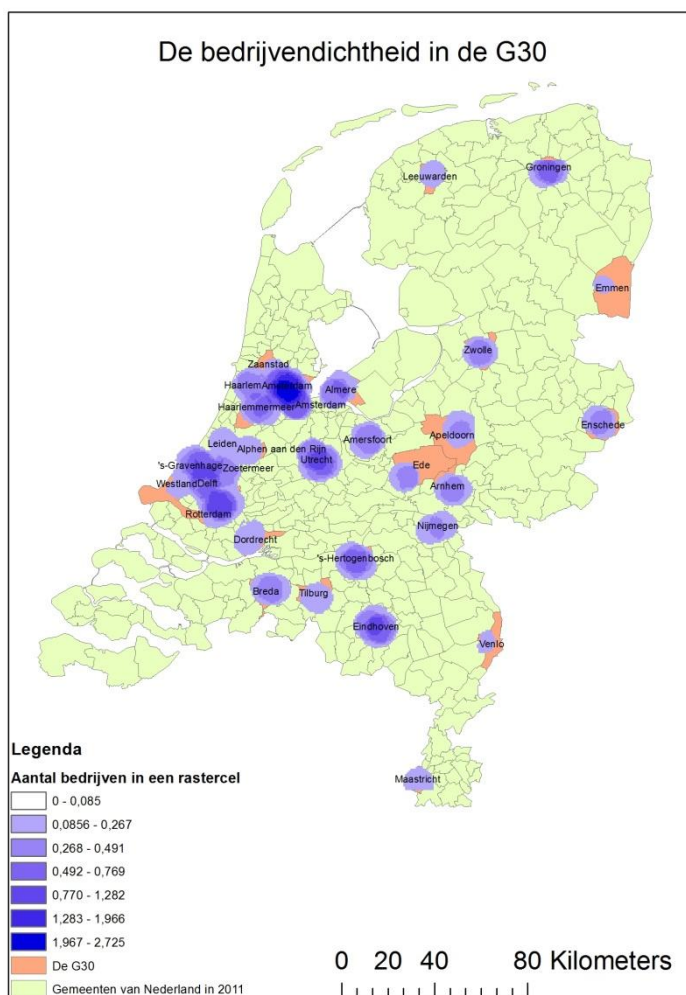 De bedrijvendichtheid in de G30
Leeuwarden
Groningen
Emmen
Zwolle
Zaanstad
Haarlem
Amsterdam
Almere
Haarlemmermeer
Amsterdam
Enschede
Amersfoort
Apeldoorn
Leiden
Alphen aan den Rijn
Utrecht
's-Gravenhage
Zoetermeer
Ede
Westland
Delft
Arnhem
Rotterdam
Nijmegen
Dordrecht
's-Hertogenbosch
Breda
Tilburg
Eindhoven
Venlo
Maastricht
Legenda
Aantal bedrijven in een rastercel
0 - 0,085
0,0856 - 0,267
0,268 - 0,491
0,492 - 0,769
0,770 - 1,282
1,283 - 1,966
1,967 - 2,725
De G30
Gemeenten van Nederland in 2011
0 20 40 80 Kilometers